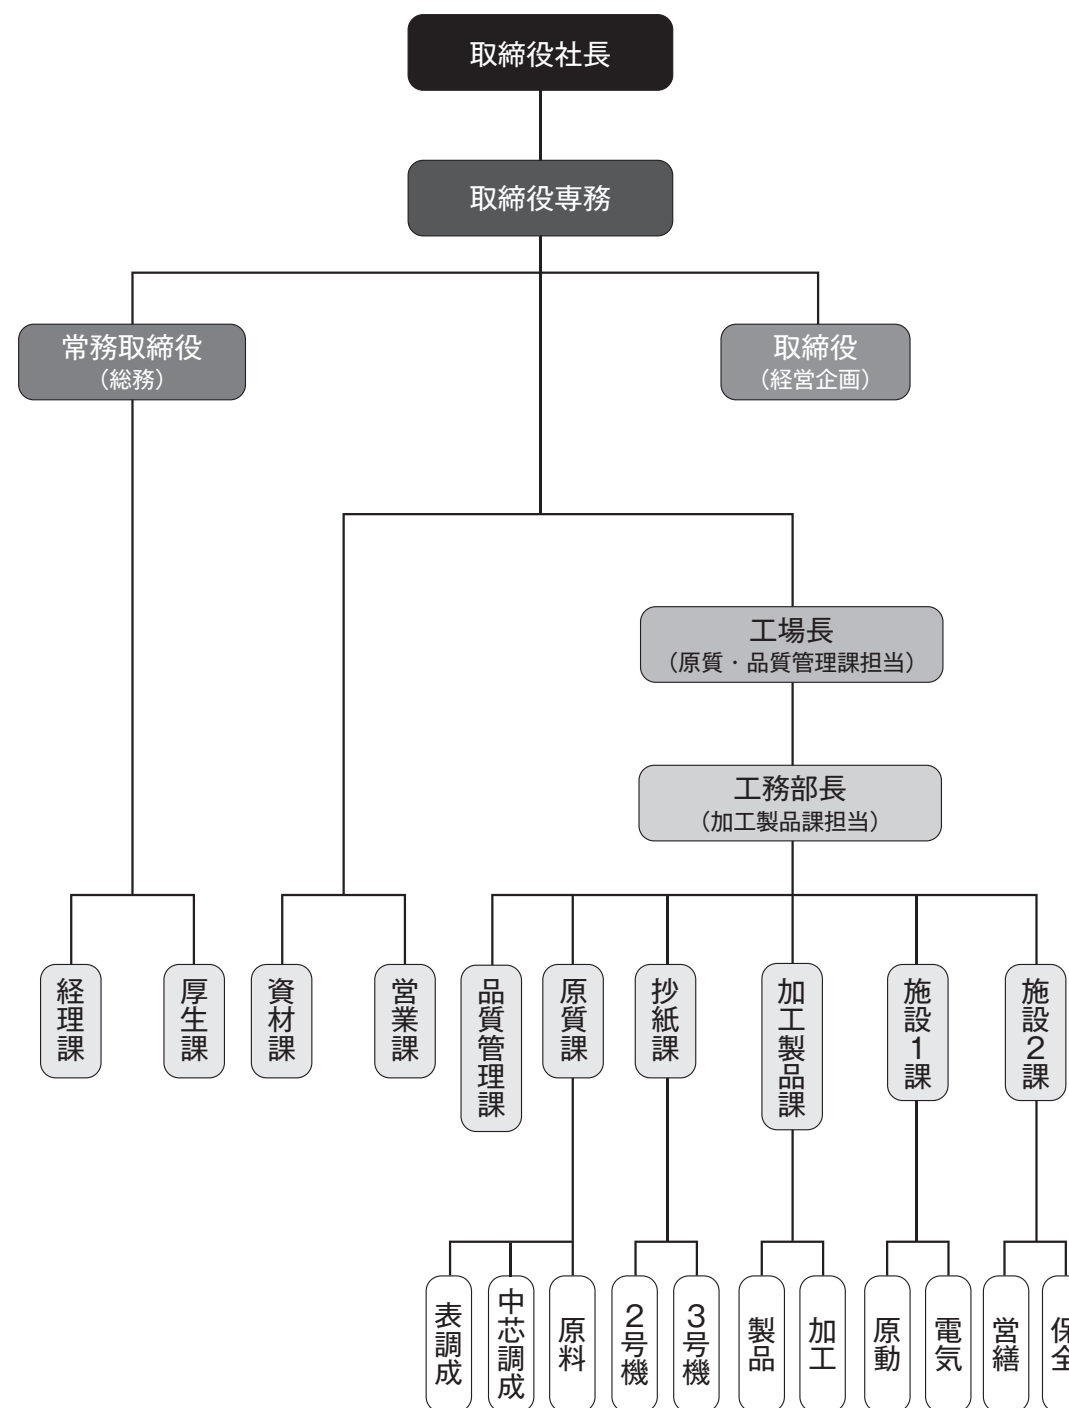 取締役社長
取締役専務
常務取締役
（総務）
取締役
（経営企画）
工場長
（原質・品質管理課担当）
工務部長
（加工製品課担当）
経理課
厚生課
資材課
営業課
品質管理課
原質課
抄紙課
加工製品課
施設1課
施設2課
表調成
中芯調成
原料
2号機
3号機
製品
加工
原動
電気
営繕
保全